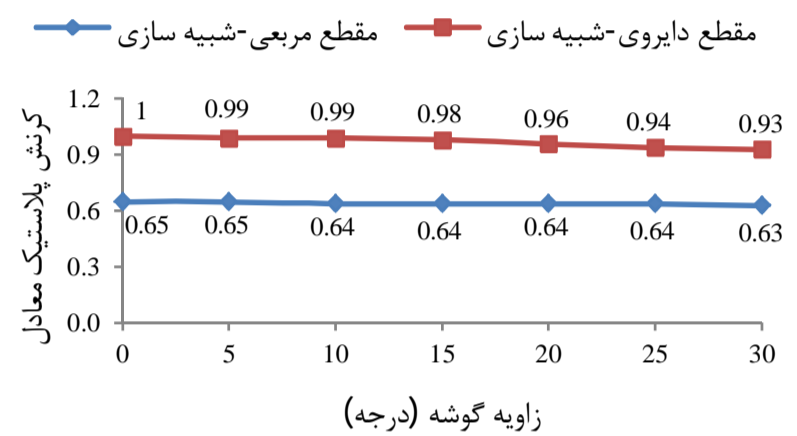 مقطع دایروی-شبیه سازی
مقطع مربعی-شبیه سازی
کرنش پلاستیک معادل
1.2
0.9
0.6
0.3
0.0
1 0.99 0.99 0.98 0.96 0.94 0.93
0.65 0.65 0.64 0.64 0.64 0.64 0.63
0 5 10 15 20 25 30
زاویه گوشه (درجه)